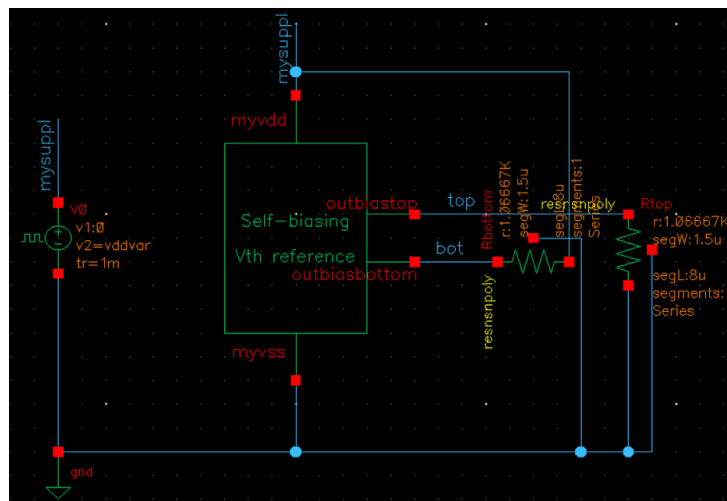 mysuppl
mysuppl
myvdd
V0
v1:0
v2=vddvar
tr=1m
Self-biasing
Vth reference
outbiastop
top
outbiasbottom
bot
myvss
gnd
Rbottom
r:1.06667K
segW:1.5u
segL:8u
segments:1
Series
resnsnpoly
resnsnpoly
Rtop
r:1.06667K
segW:1.5u
segL:8u
segments:
Series